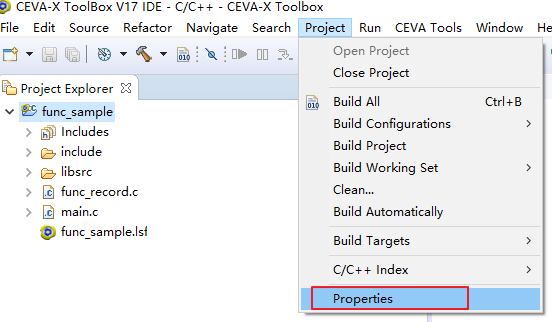 CEVA-X ToolBox V17 IDE - C/C++ - CEVA-X Toolbox
File Edit Source Refactor Navigate Search Project Run CEVA Tools Window He
Project Explorer
func_sample
Includes
include
libsrc
func_record.c
main.c
func_sample.lsf
Open Project
Close Project
Build All Ctrl+B
Build Configurations
Build Project
Build Working Set
Clean...
Build Automatically
Build Targets
C/C++ Index
Properties